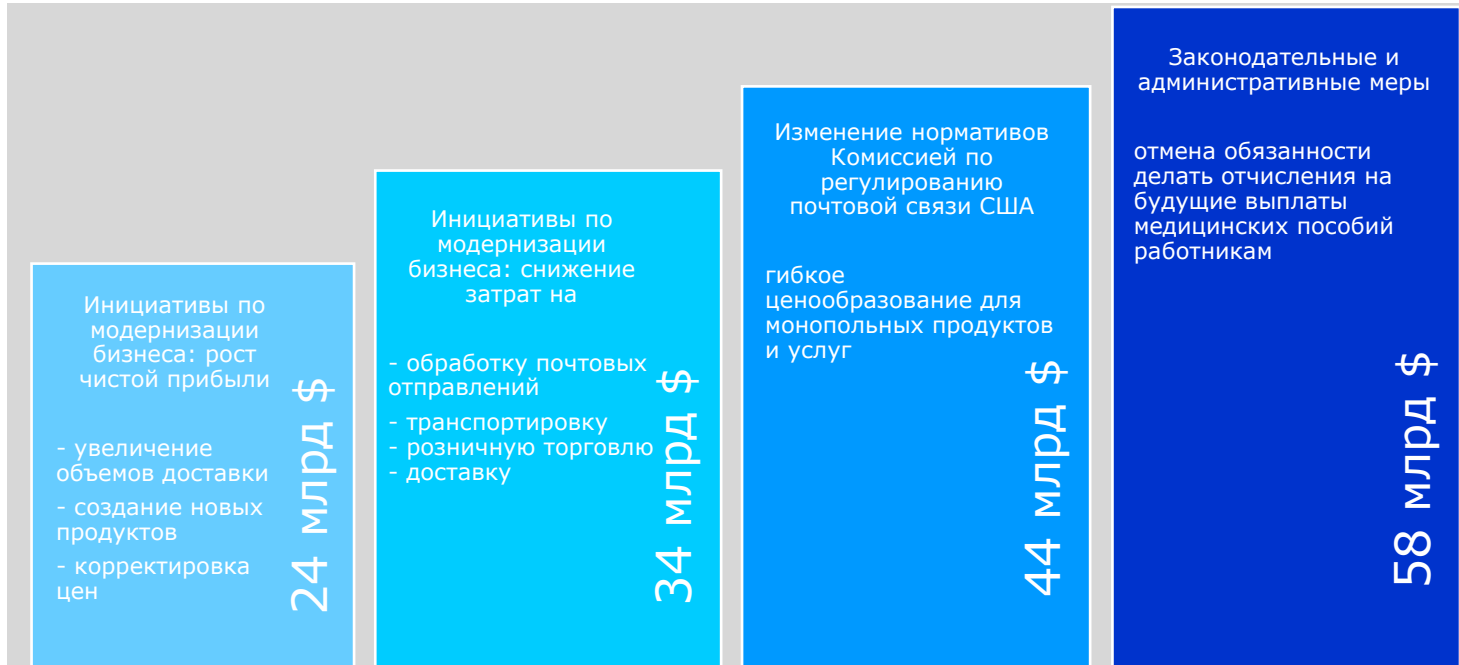 Инициативы по
модернизации
бизнеса: рост
чистой прибыли
- увеличение
объемов доставки
- создание новых
продуктов
- корректировка
цен
24 млрд $
Инициативы по
модернизации
бизнеса: снижение
затрат на
- обработку почтовых
отправлений
- транспортировку
- розничную торговлю
- доставку
34 млрд $
Изменение нормативов
Комиссией по
регулированию
почтовой связи США
гибкое
ценообразование для
монопольных продуктов
и услуг
44 млрд $
Законодательные и
административные меры
отмена обязанности
делать отчисления на
будущие выплаты
медицинских пособий
работникам
58 млрд $